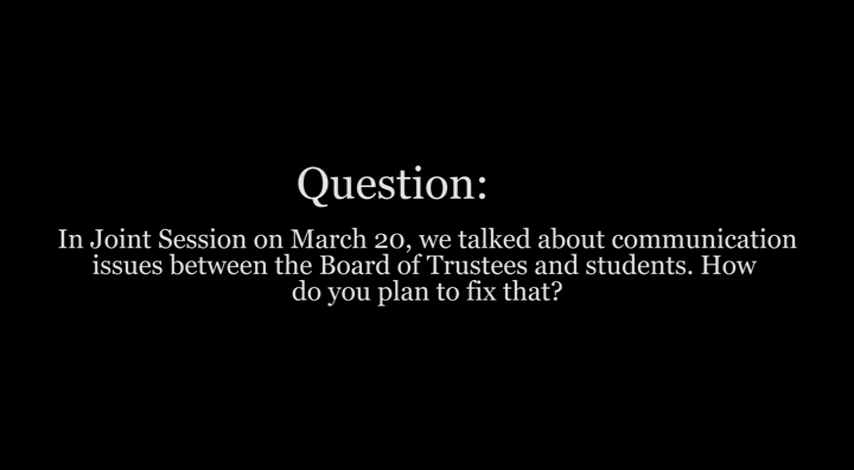 Question:
In Joint Session on March 20, we talked about communication
issues between the Board of Trustees and students. How
do you plan to fix that?